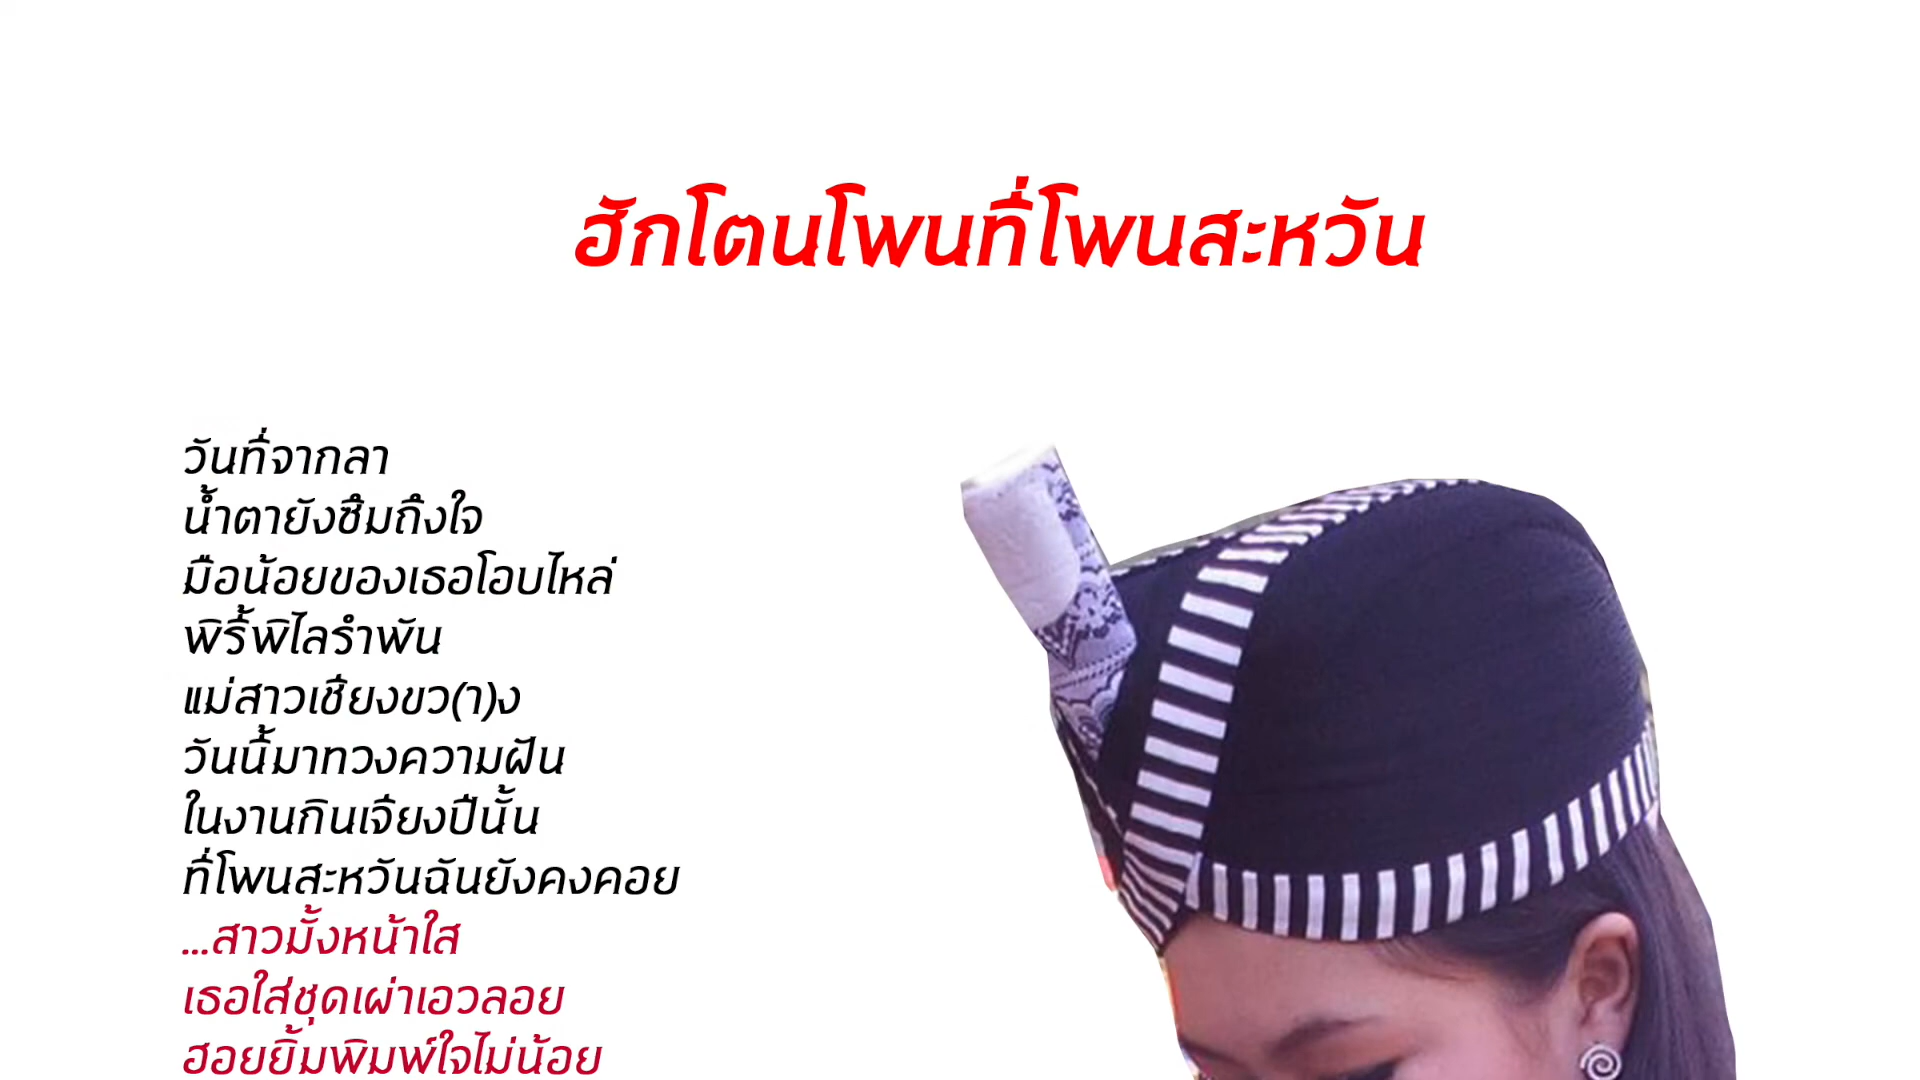 ฮักโตนโพนที่โพนสะหวัน
วันที่จากลา
น้ำตายังซึมถึงใจ
มือน้อยของเธอโอบไหล่
พิรี้พิไลรำพัน
แม่สาวเชียงขว(า)ง
วันนี้มาทวงความฝัน
ในงานกินเจียงปีนั้น
ที่โพนสะหวันฉันยังคงคอย
...สาวมั้งหน้าใส
เธอใส่ชุดเผ่าเอวลอย
ฮอยยิ้มพิมพ์ใจไม่น้อย